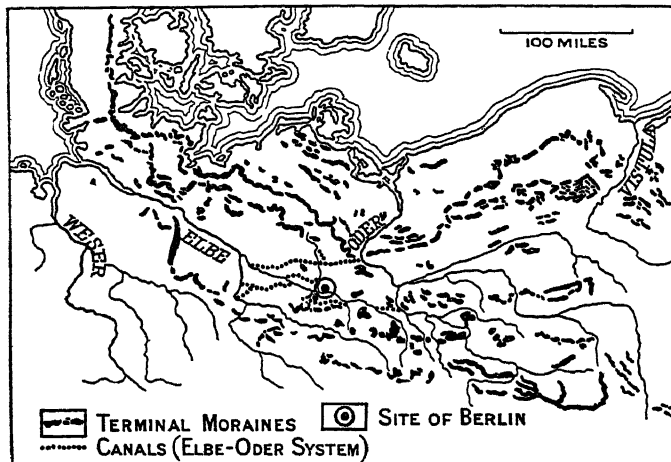 100 MILES
VISTULA
ODER
WESER
ELBE
TERMINAL MORAINES
SITE OF BERLIN
CANALS (ELBE-ODER SYSTEM)